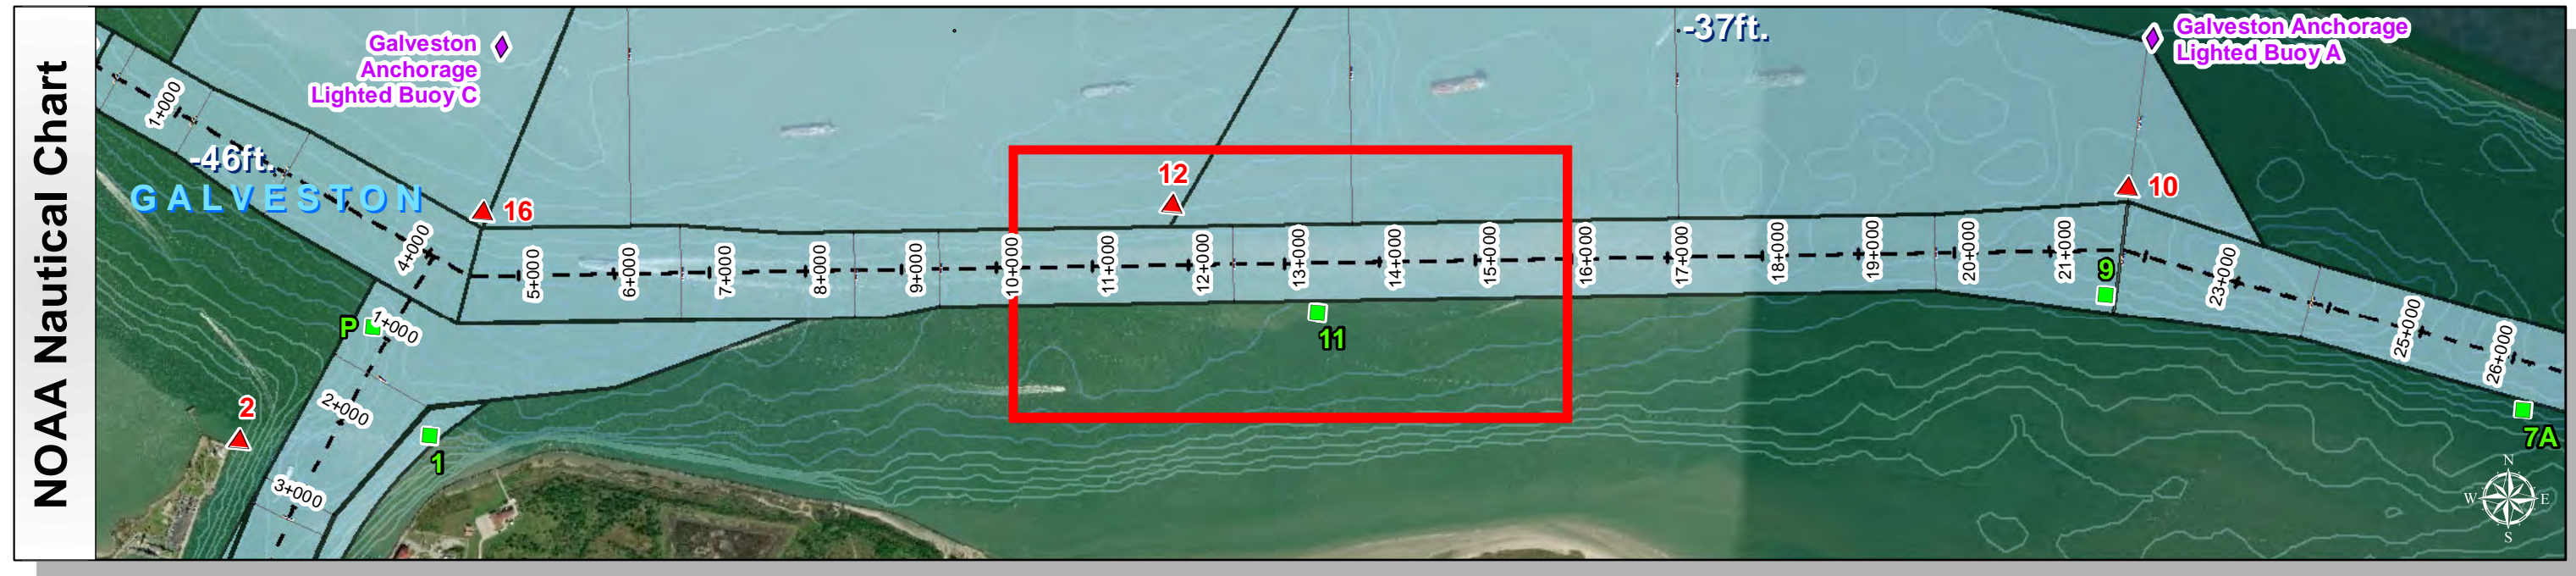 NOAA Nautical Chart
Galveston
Anchorage
Lighted Buoy C
-37ft.
Galveston Anchorage
Lighted Buoy A
1+000
-46ft.
GALVESTON
16
12
10
4+000
5+000
6+000
7+000
8+000
9+000
10+000
11+000
12+000
13+000
14+000
15+000
16+000
17+000
18+000
19+000
20+000
21+000
9
23+000
25+000
26+000
P
1+000
11
2+000
2
1
7A
3+000
N
W
E
S